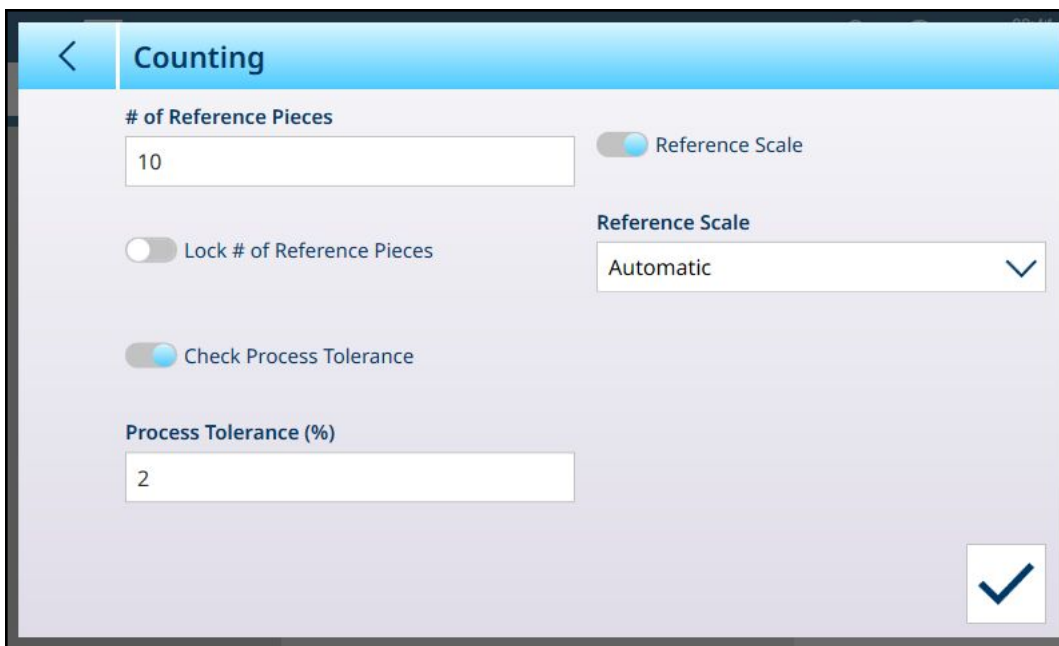 Counting
# of Reference Pieces
10
Reference Scale
Lock # of Reference Pieces
Reference Scale
Automatic
Check Process Tolerance
Process Tolerance (%)
2